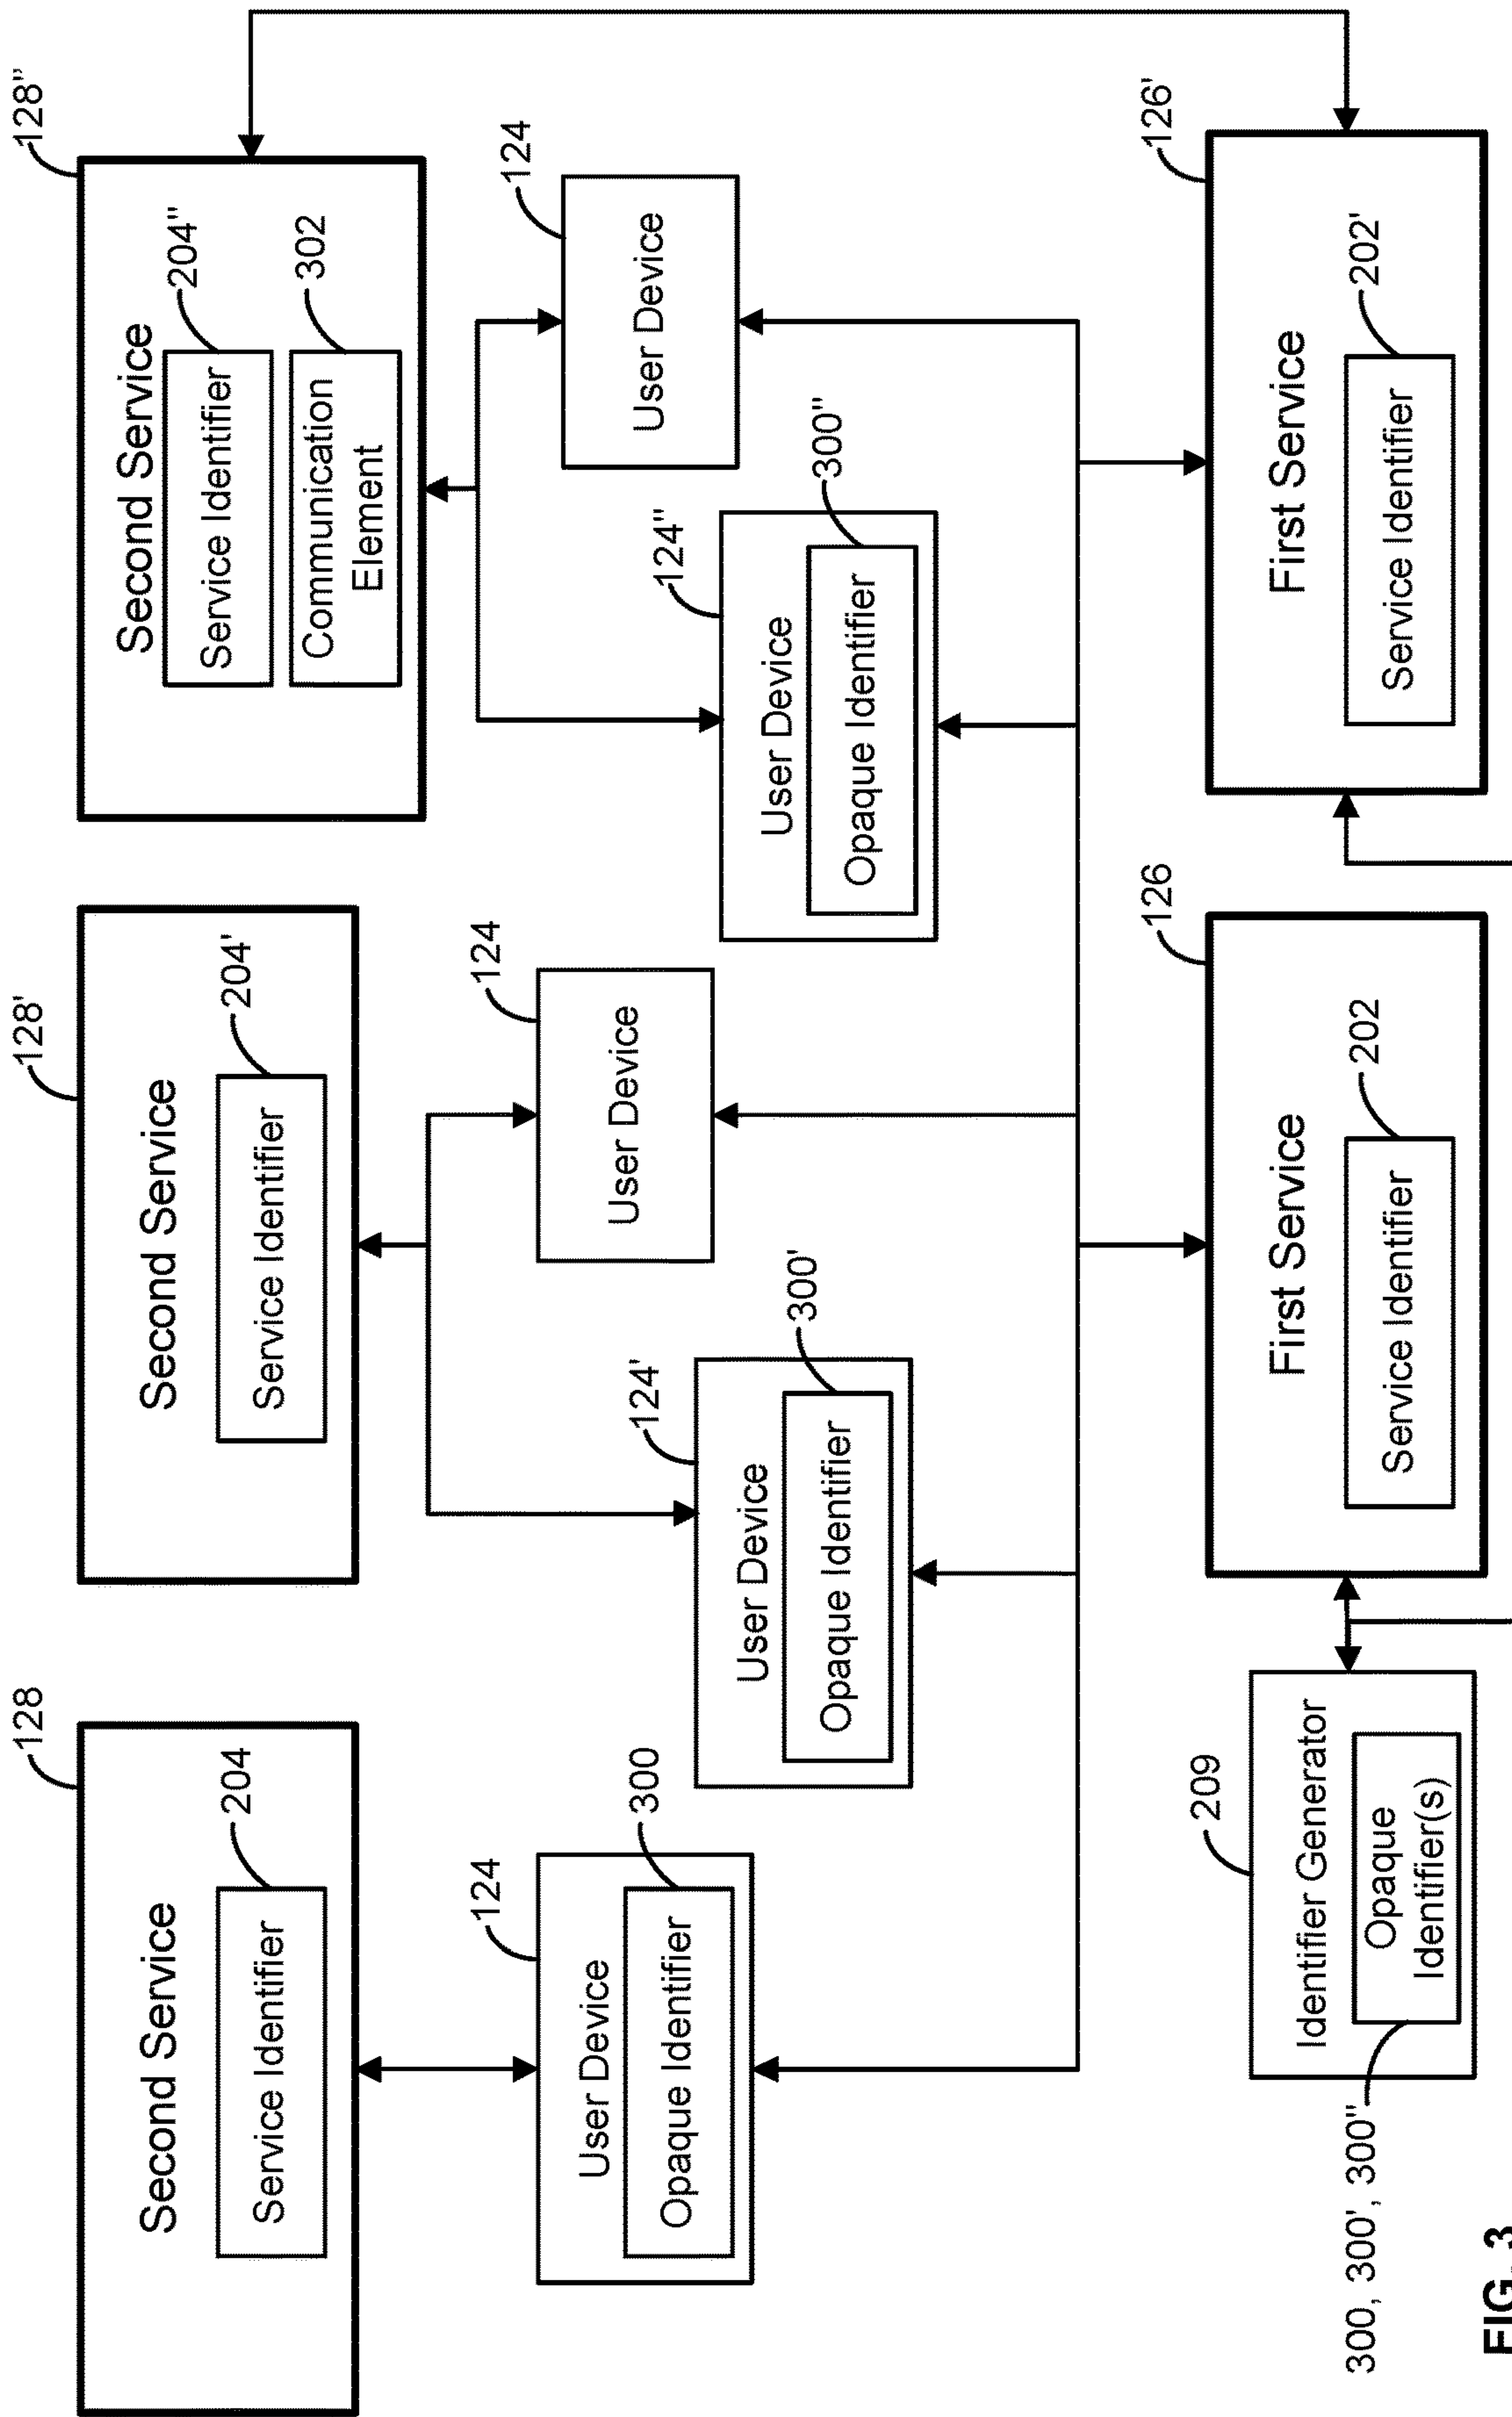 128
Second Service
204
Service Identifier
128'
Second Service
204'
Service Identifier
128"
Second Service
204"
Service Identifier
302
Communication
Element
124
User Device
300
Opaque Identifier
124'
User Device
300'
Opaque Identifier
124
User Device
124"
User Device
300"
Opaque Identifier
124
User Device
209
Identifier Generator
Opaque
Identifier(s)
300, 300', 300"
126
First Service
202
Service Identifier
126'
First Service
202'
Service Identifier
FIG. 3